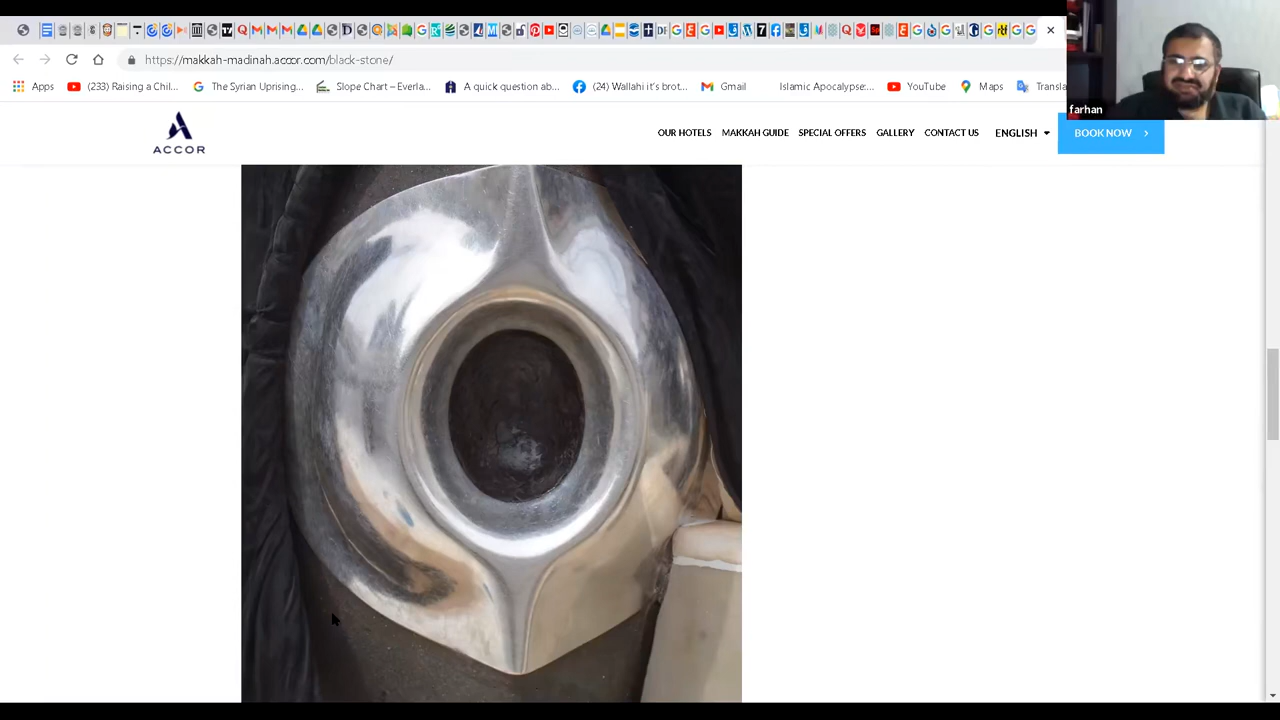 https://makkah-madinah.accor.com/black-stone/
Apps
(233) Raising a Chil...
The Syrian Uprising...
Slope Chart – Everla...
A quick question ab...
(24) Wallahi it's brot...
Gmail
Islamic Apocalypse:...
YouTube
Maps
Transla
farhan
ACCOR
OUR HOTELS
MAKKAH GUIDE
SPECIAL OFFERS
GALLERY
CONTACT US
ENGLISH
BOOK NOW